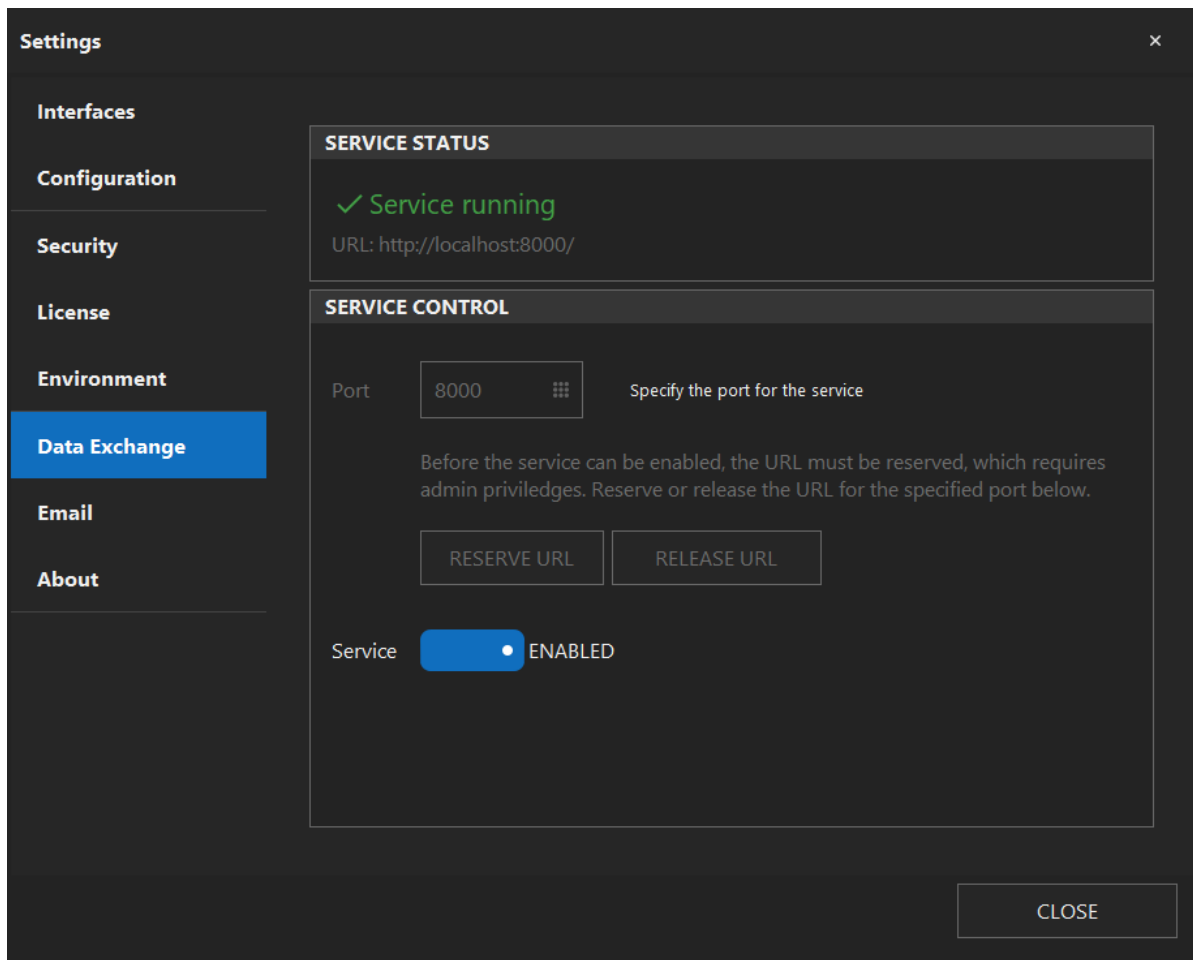 Settings
Interfaces
Configuration
Security
License
Environment
Data Exchange
Email
About
SERVICE STATUS
Service running
URL: http://localhost:8000/
SERVICE CONTROL
Port
8000
Specify the port for the service
Before the service can be enabled, the URL must be reserved, which requires
admin priviledges. Reserve or release the URL for the specified port below.
RESERVE URL
RELEASE URL
Service
ENABLED
CLOSE